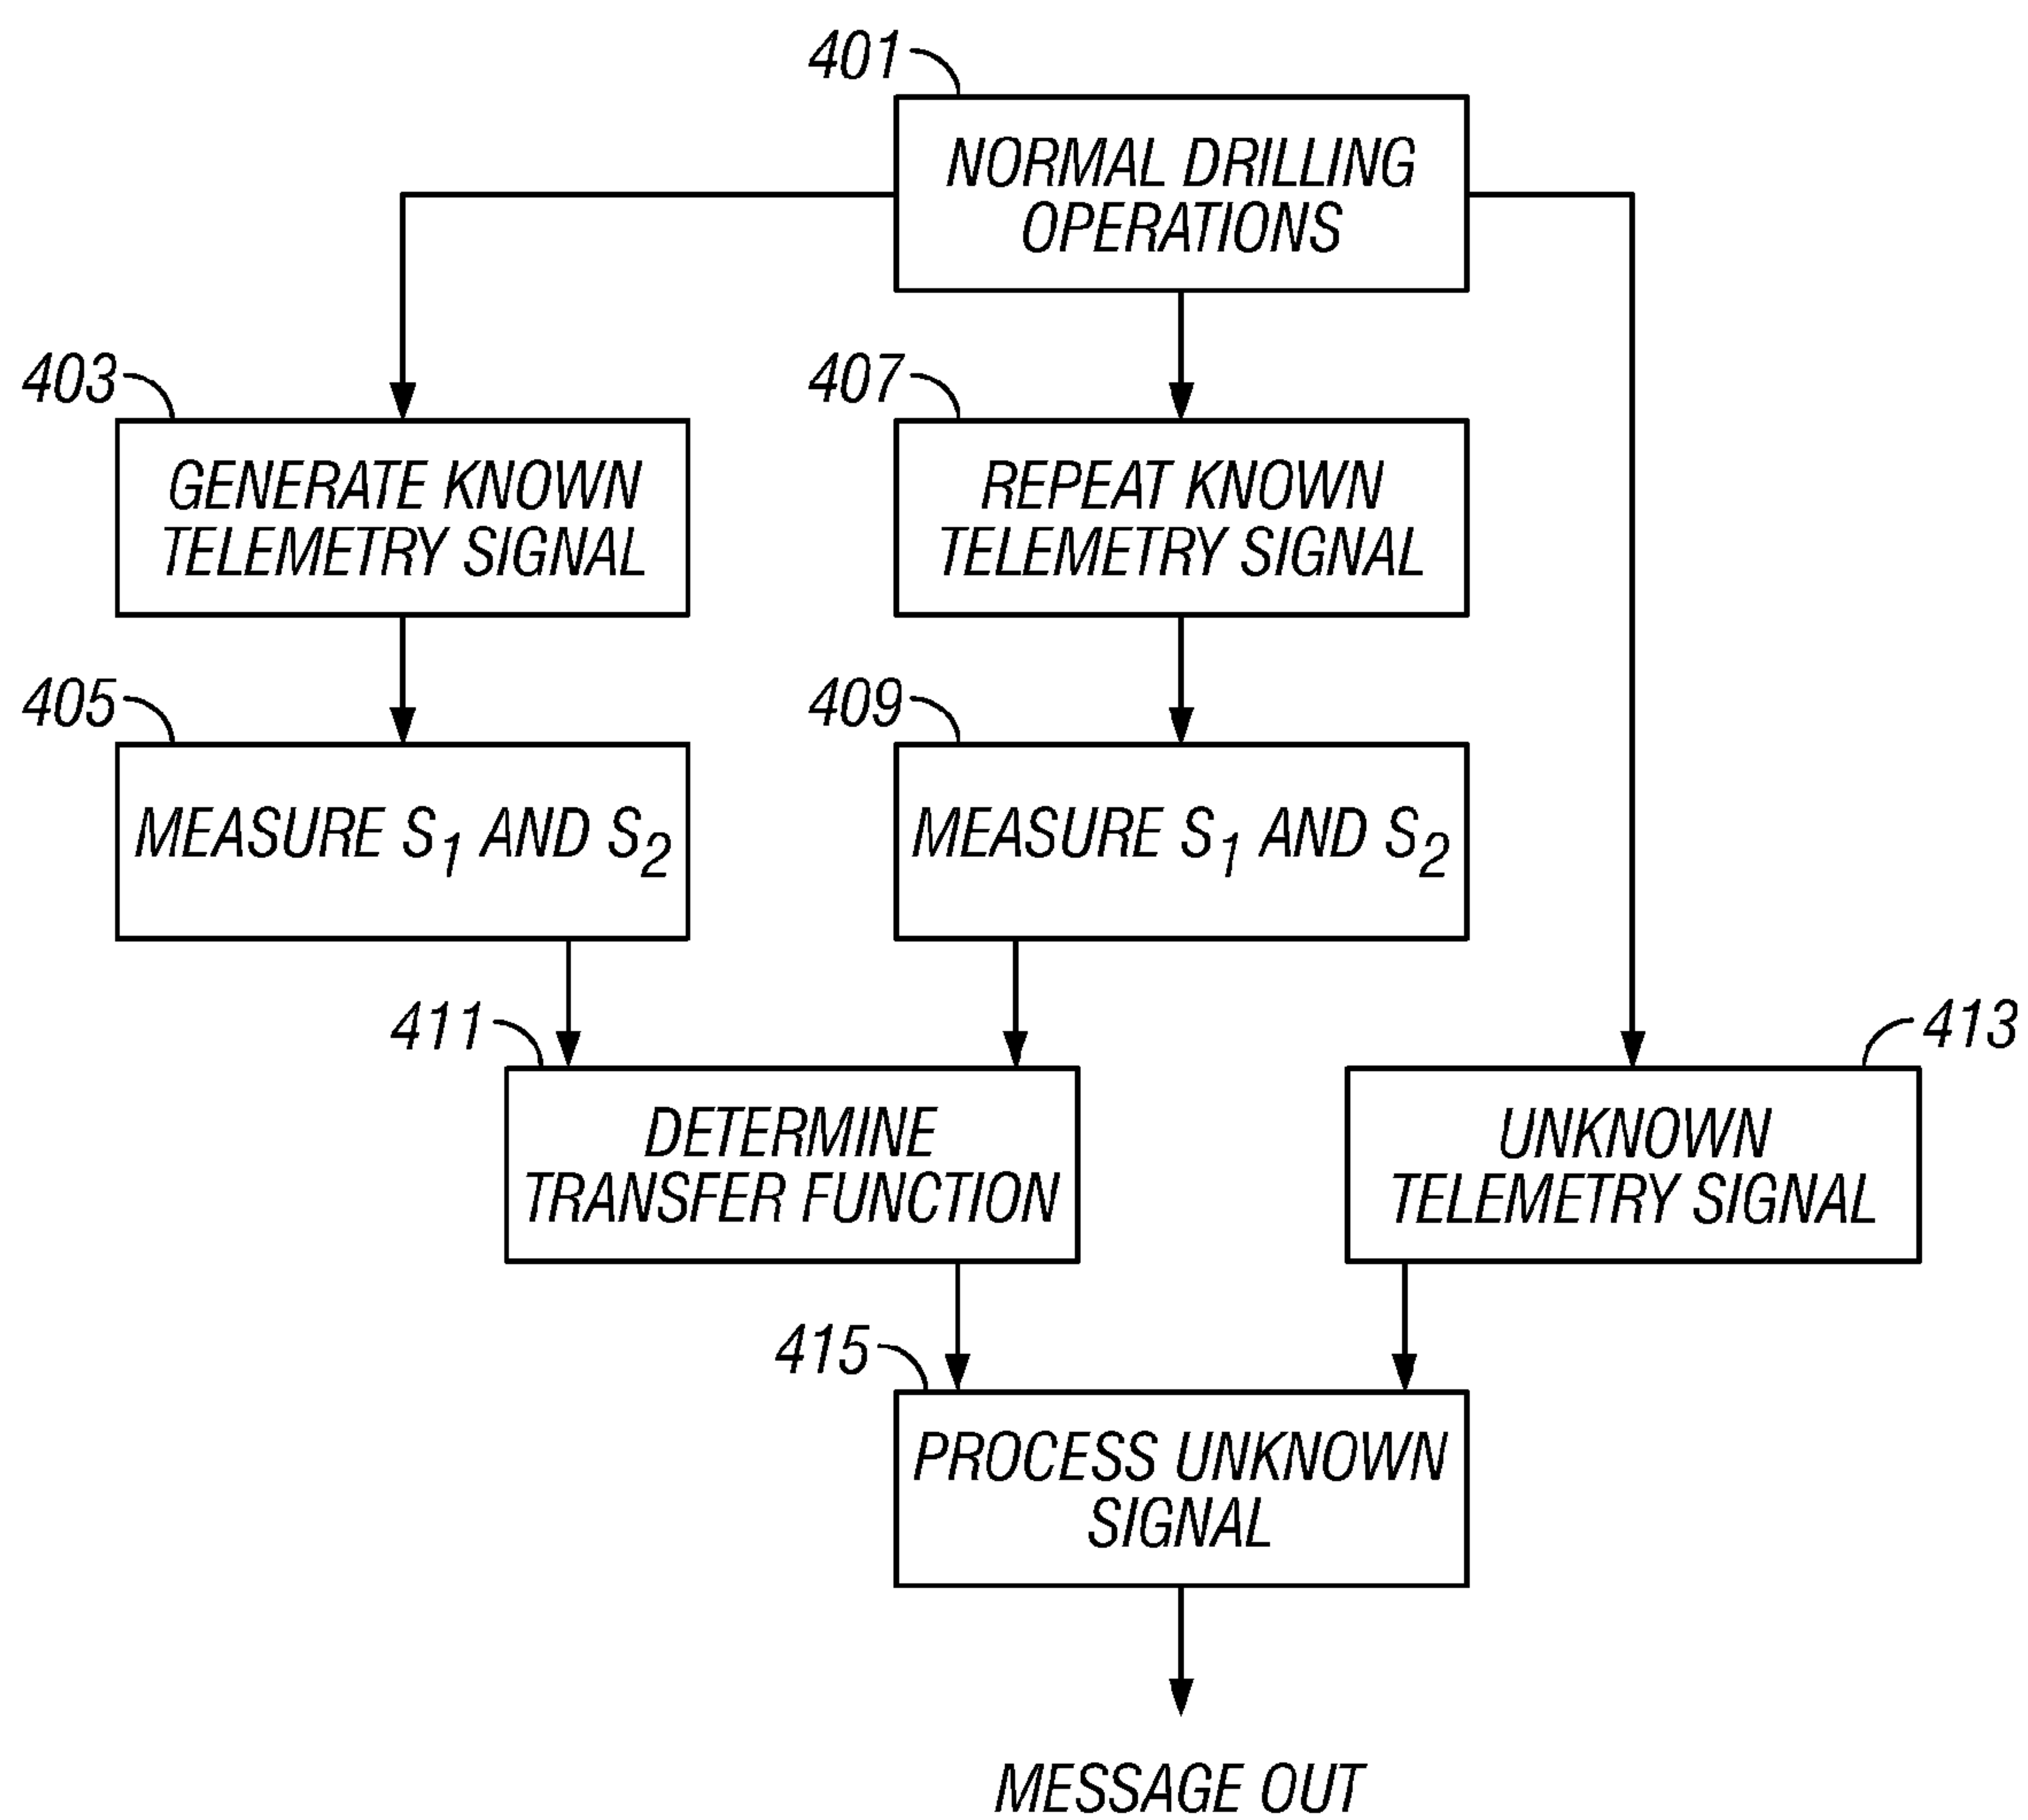 401
NORMAL DRILLING
OPERATIONS
403
GENERATE KNOWN
TELEMETRY SIGNAL
407
REPEAT KNOWN
TELEMETRY SIGNAL
405
MEASURE S1 AND S2
409
MEASURE S1 AND S2
411
DETERMINE
TRANSFER FUNCTION
413
UNKNOWN
TELEMETRY SIGNAL
415
PROCESS UNKNOWN
SIGNAL
MESSAGE OUT